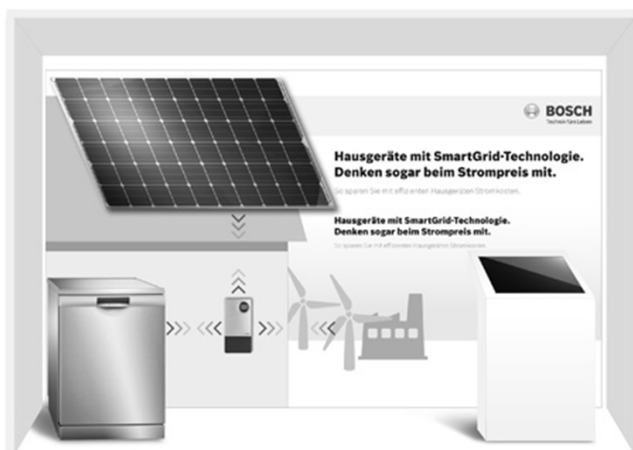 BOSCH
Technik fürs Leben
Hausgeräte mit SmartGrid-Technologie.
Denken sogar beim Strompreis mit.
So sparen Sie mit effizienten Hausgeräten Stromkosten.
Hausgeräte mit SmartGrid-Technologie.
Denken sogar beim Strompreis mit.
So sparen Sie mit effizienten Hausgeräten Stromkosten.